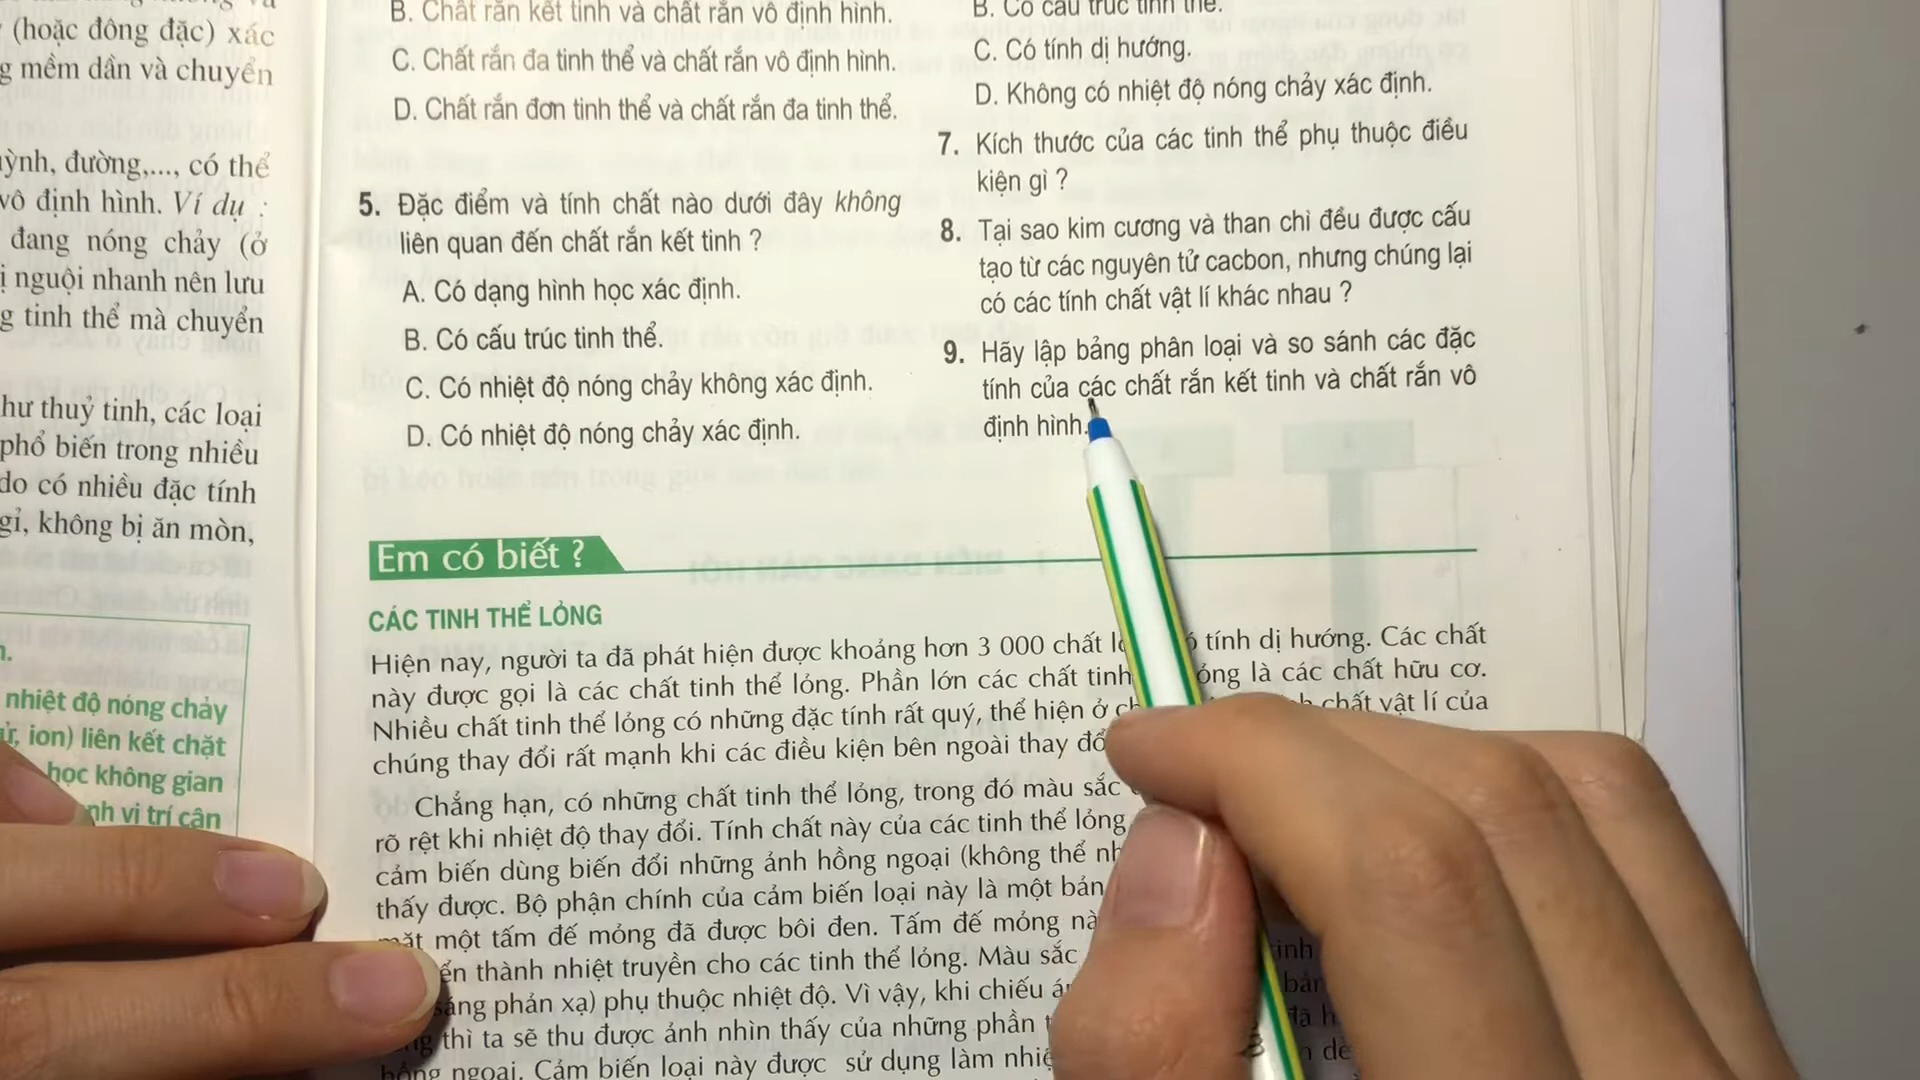 (hoặc đông đặc) xác
g mềm dần và chuyển
ỳnh, đường,..., có thể
vô định hình. Ví dụ :
đang nóng chảy (ở
ị nguội nhanh nên lưu
g tinh thể mà chuyển
hư thuỷ tinh, các loại
phổ biến trong nhiều
do có nhiều đặc tính
gỉ, không bị ăn mòn,
nhiệt độ nóng chảy
ion) liên kết chặt
học không gian
vị trí cân
B. Chất rắn kết tinh và chất rắn vô định hình.
C. Chất rắn đa tinh thể và chất rắn vô định hình.
D. Chất rắn đơn tinh thể và chất rắn đa tinh thể.
5. Đặc điểm và tính chất nào dưới đây không
liên quan đến chất rắn kết tinh ?
A. Có dạng hình học xác định.
B. Có cấu trúc tinh thể.
C. Có nhiệt độ nóng chảy không xác định.
D. Có nhiệt độ nóng chảy xác định.
B. Có cấu trúc tinh thể.
C. Có tính dị hướng.
D. Không có nhiệt độ nóng chảy xác định.
7. Kích thước của các tinh thể phụ thuộc điều
kiện gì ?
8. Tại sao kim cương và than chì đều được cấu
tạo từ các nguyên tử cacbon, nhưng chúng lại
có các tính chất vật lí khác nhau ?
9. Hãy lập bảng phân loại và so sánh các đặc
tính của các chất rắn kết tinh và chất rắn vô
định hình.
Em có biết ?
CÁC TINH THỂ LỎNG
Hiện nay, người ta đã phát hiện được khoảng hơn 3 000 chất tính dị hướng. Các chất
này được gọi là các chất tinh thể lỏng. Phần lớn các chất tinh là các chất hữu cơ.
Nhiều chất tinh thể lỏng có những đặc tính rất quý, thể hiện ở chất vật lí của
chúng thay đổi rất mạnh khi các điều kiện bên ngoài thay
Chẳng hạn, có những chất tinh thể lỏng, trong đó màu sắc
rõ rệt khi nhiệt độ thay đổi. Tính chất này của các tinh thể lỏng
cảm biến dùng biến đổi những ảnh hồng ngoại (không thể
thấy được. Bộ phận chính của cảm biến loại này là một bản
mặt một tấm đế mỏng đã được bôi đen. Tấm đế mỏng
thành nhiệt truyền cho các tinh thể lỏng. Màu sắc
sáng phản xạ) phụ thuộc nhiệt độ. Vì vậy, khi chiếu
thì ta sẽ thu được ảnh nhìn thấy của những phần
hồng ngoại. Cảm biến loại này được sử dụng làm